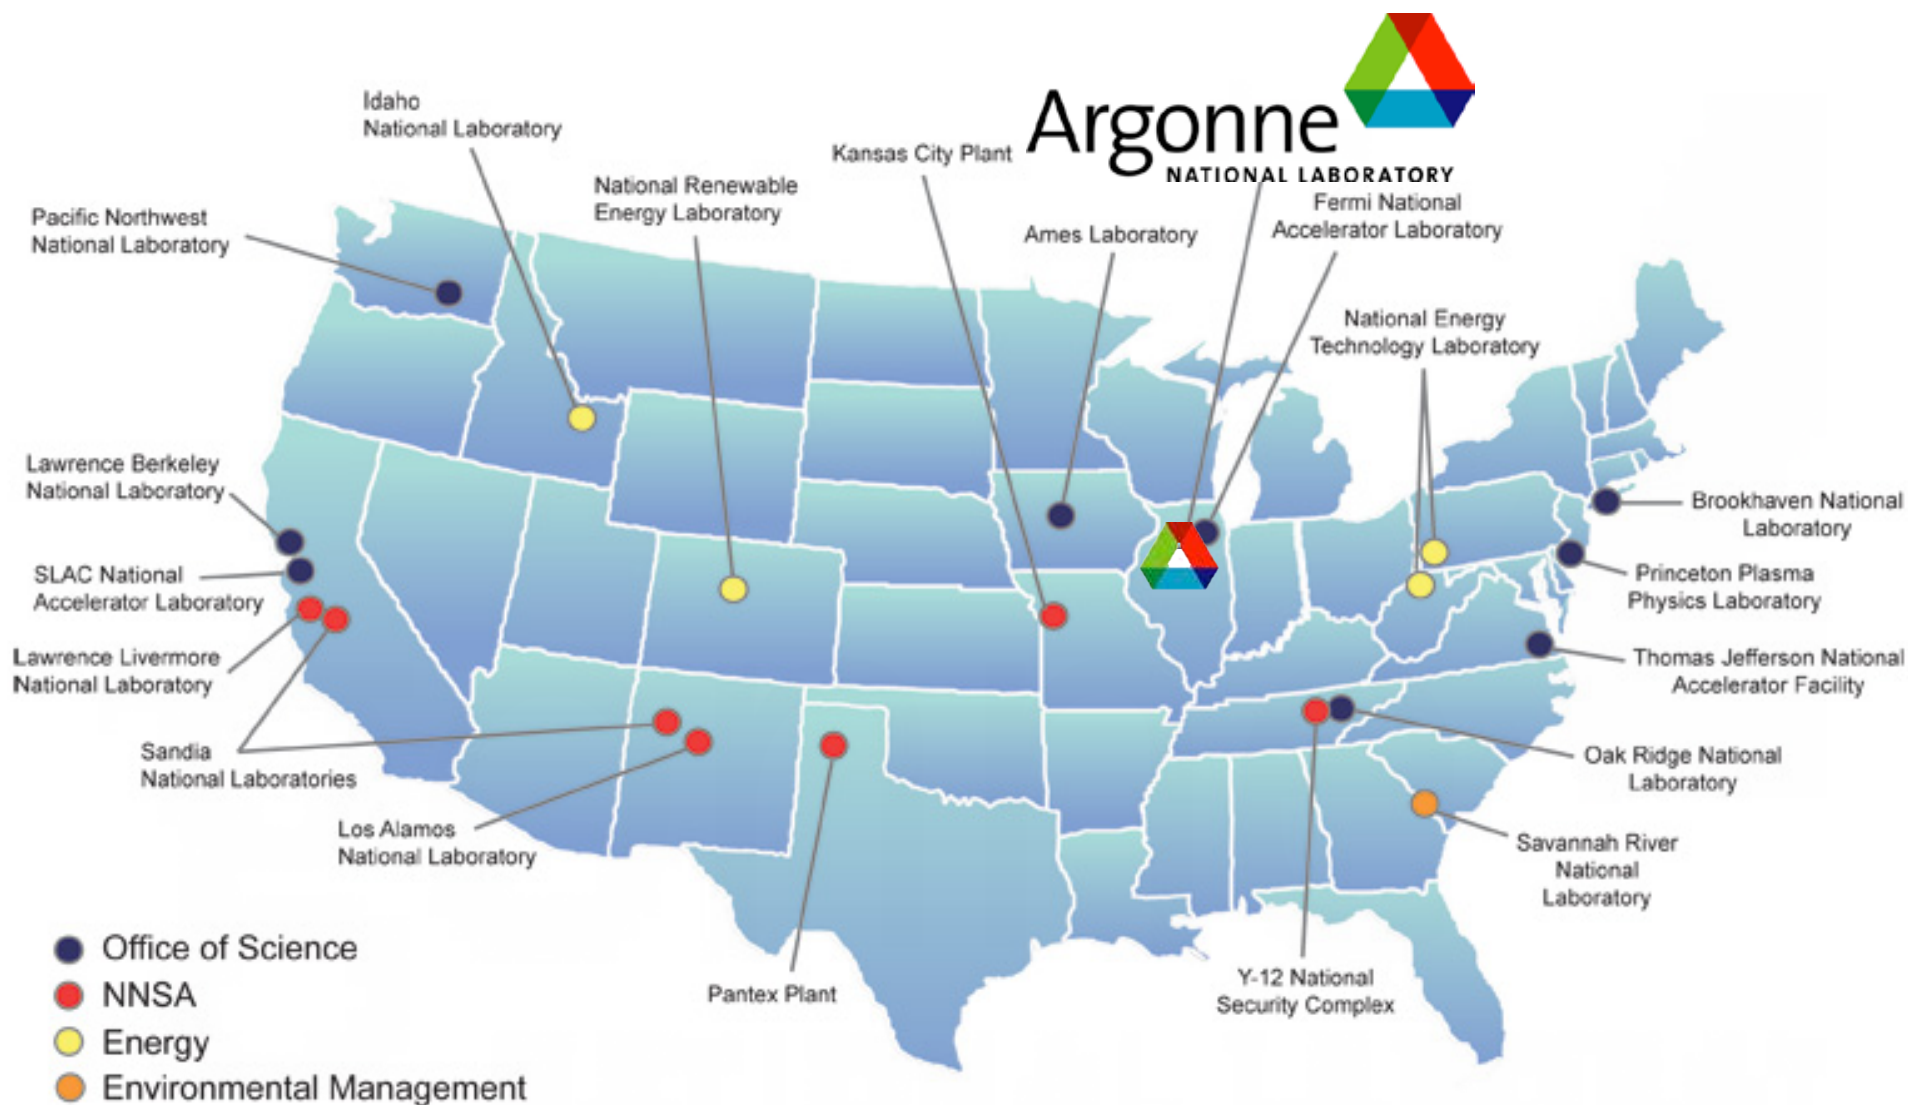 Idaho
National Laboratory
Argonne
NATIONAL LABORATORY
Kansas City Plant
National Renewable
Energy Laboratory
Fermi National
Accelerator Laboratory
Pacific Northwest
National Laboratory
Ames Laboratory
National Energy
Technology Laboratory
Lawrence Berkeley
National Laboratory
Brookhaven National
Laboratory
SLAC National
Accelerator Laboratory
Princeton Plasma
Physics Laboratory
Lawrence Livermore
National Laboratory
Thomas Jefferson National
Accelerator Facility
Sandia
National Laboratories
Oak Ridge National
Laboratory
Los Alamos
National Laboratory
Savannah River
National
Laboratory
Pantex Plant
Y-12 National
Security Complex
Office of Science
NNSA
Energy
Environmental Management